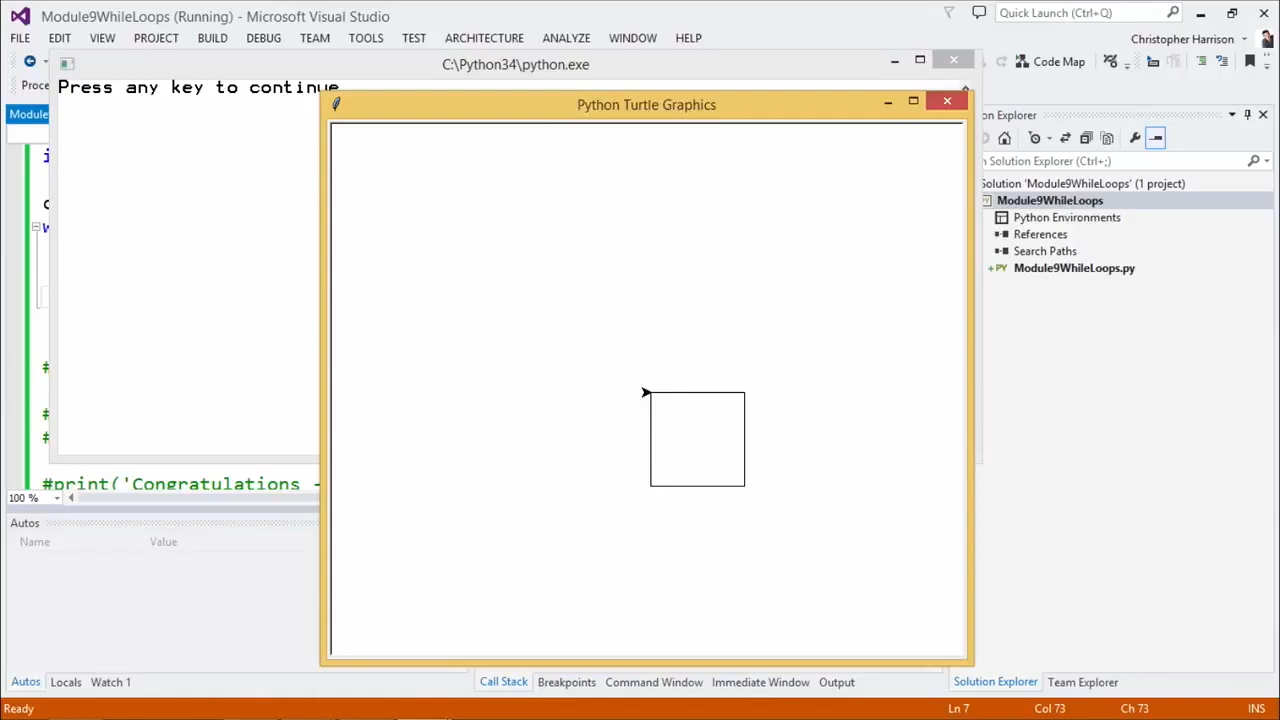 Module9WhileLoops (Running) - Microsoft Visual Studio
Quick Launch (Ctrl+Q)
FILE EDIT VIEW PROJECT BUILD DEBUG TEAM TOOLS TEST ARCHITECTURE ANALYZE WINDOW HELP
Christopher Harrison
C:\Python34\python.exe
Code Map
Proce
Press any key to continue
Python Turtle Graphics
Module
on Explorer
n Solution Explorer (Ctrl+;)
Solution 'Module9WhileLoops' (1 project)
Module9WhileLoops
Python Environments
References
Search Paths
Module9WhileLoops.py
#
#
#
#print('Congratulations -
100 %
Autos
Name Value
Autos Locals Watch 1
Call Stack Breakpoints Command Window Immediate Window Output
Solution Explorer Team Explorer
Ready
Ln 7 Col 73 Ch 73 INS